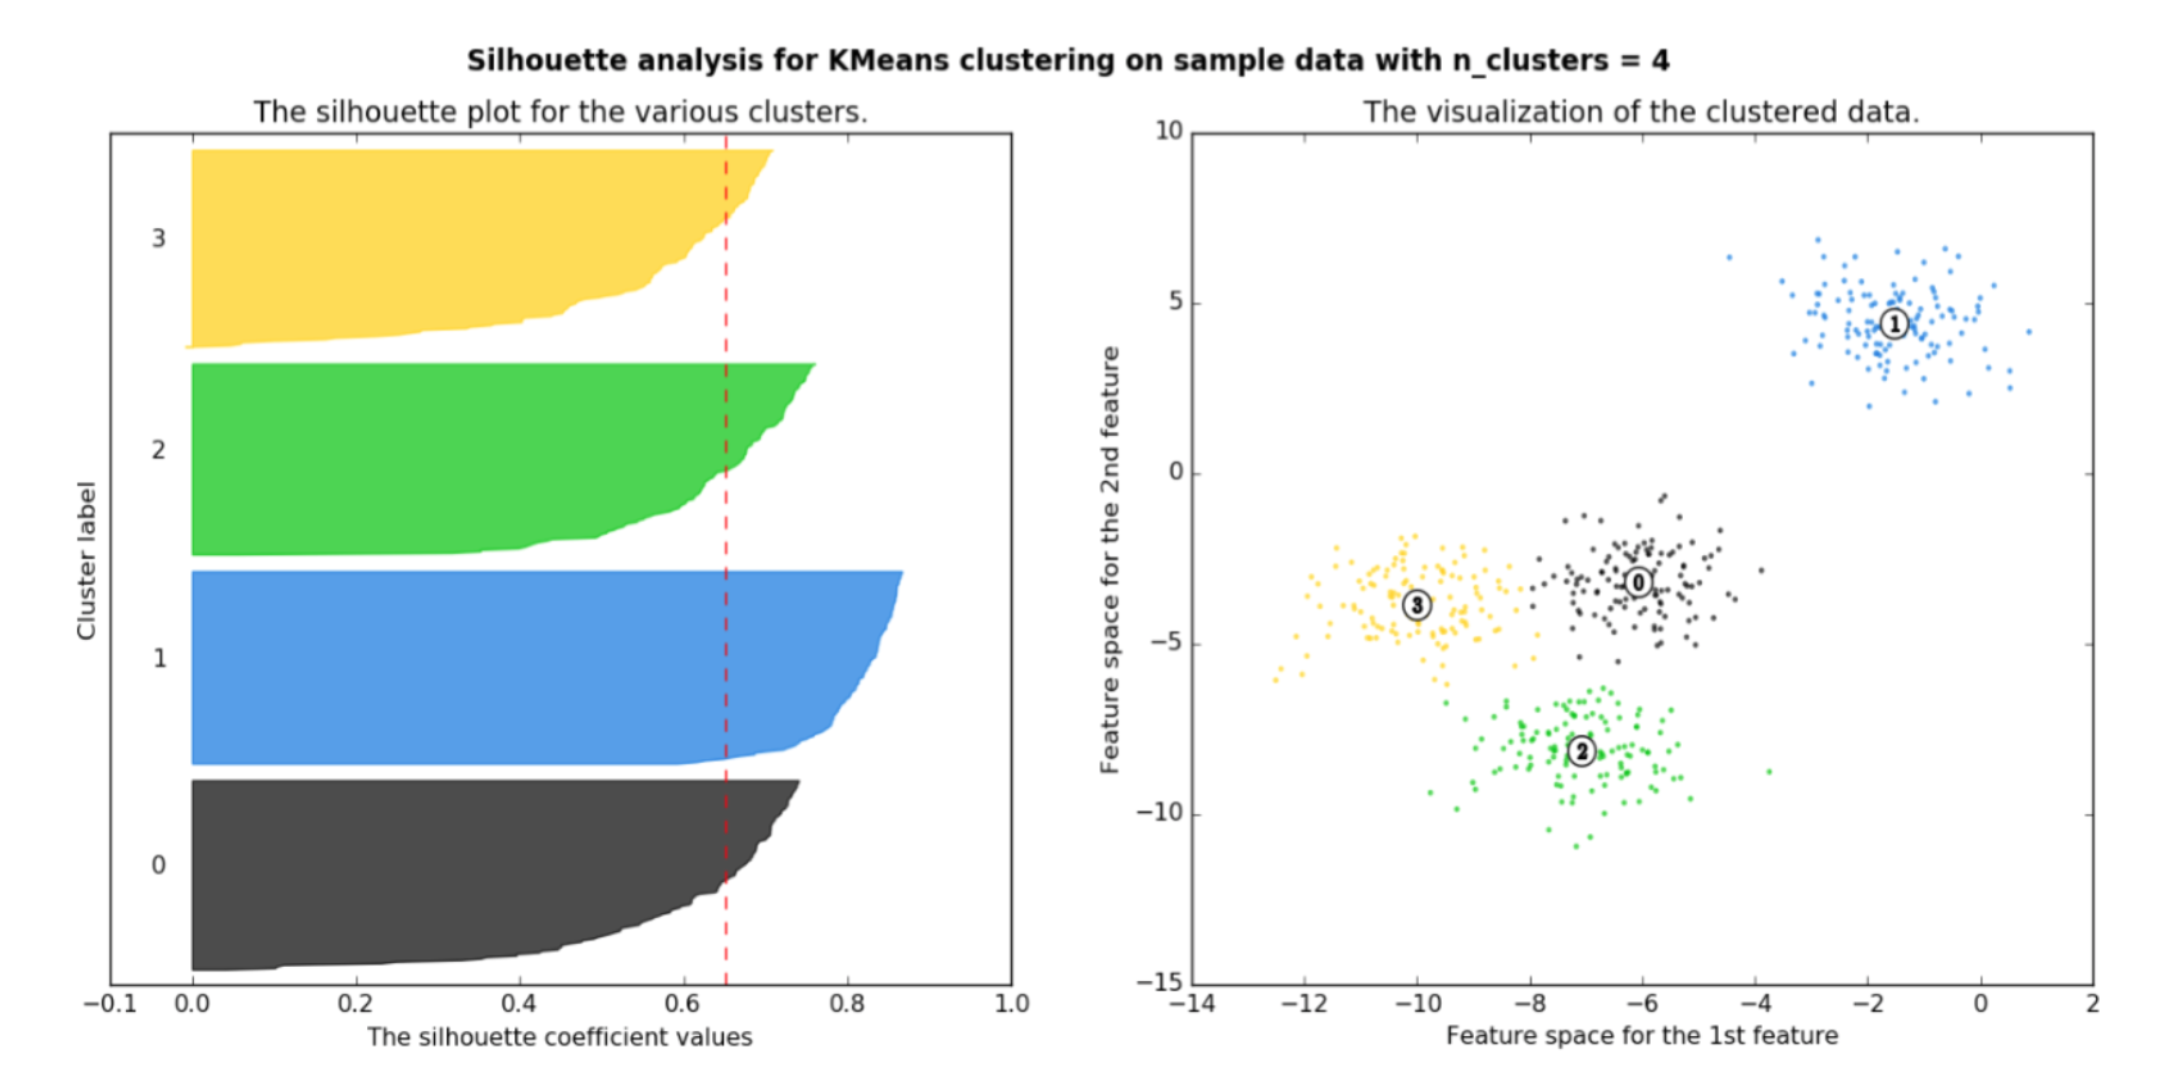 Silhouette analysis for KMeans clustering on sample data with n_clusters = 4
The silhouette plot for the various clusters.
3
2
1
0
Cluster label
−0.1 0.0 0.2 0.4 0.6 0.8 1.0
The silhouette coefficient values
The visualization of the clustered data.
10
5
0
−5
−10
−15
Feature space for the 2nd feature
1
0
3
2
−14 −12 −10 −8 −6 −4 −2 0 2
Feature space for the 1st feature